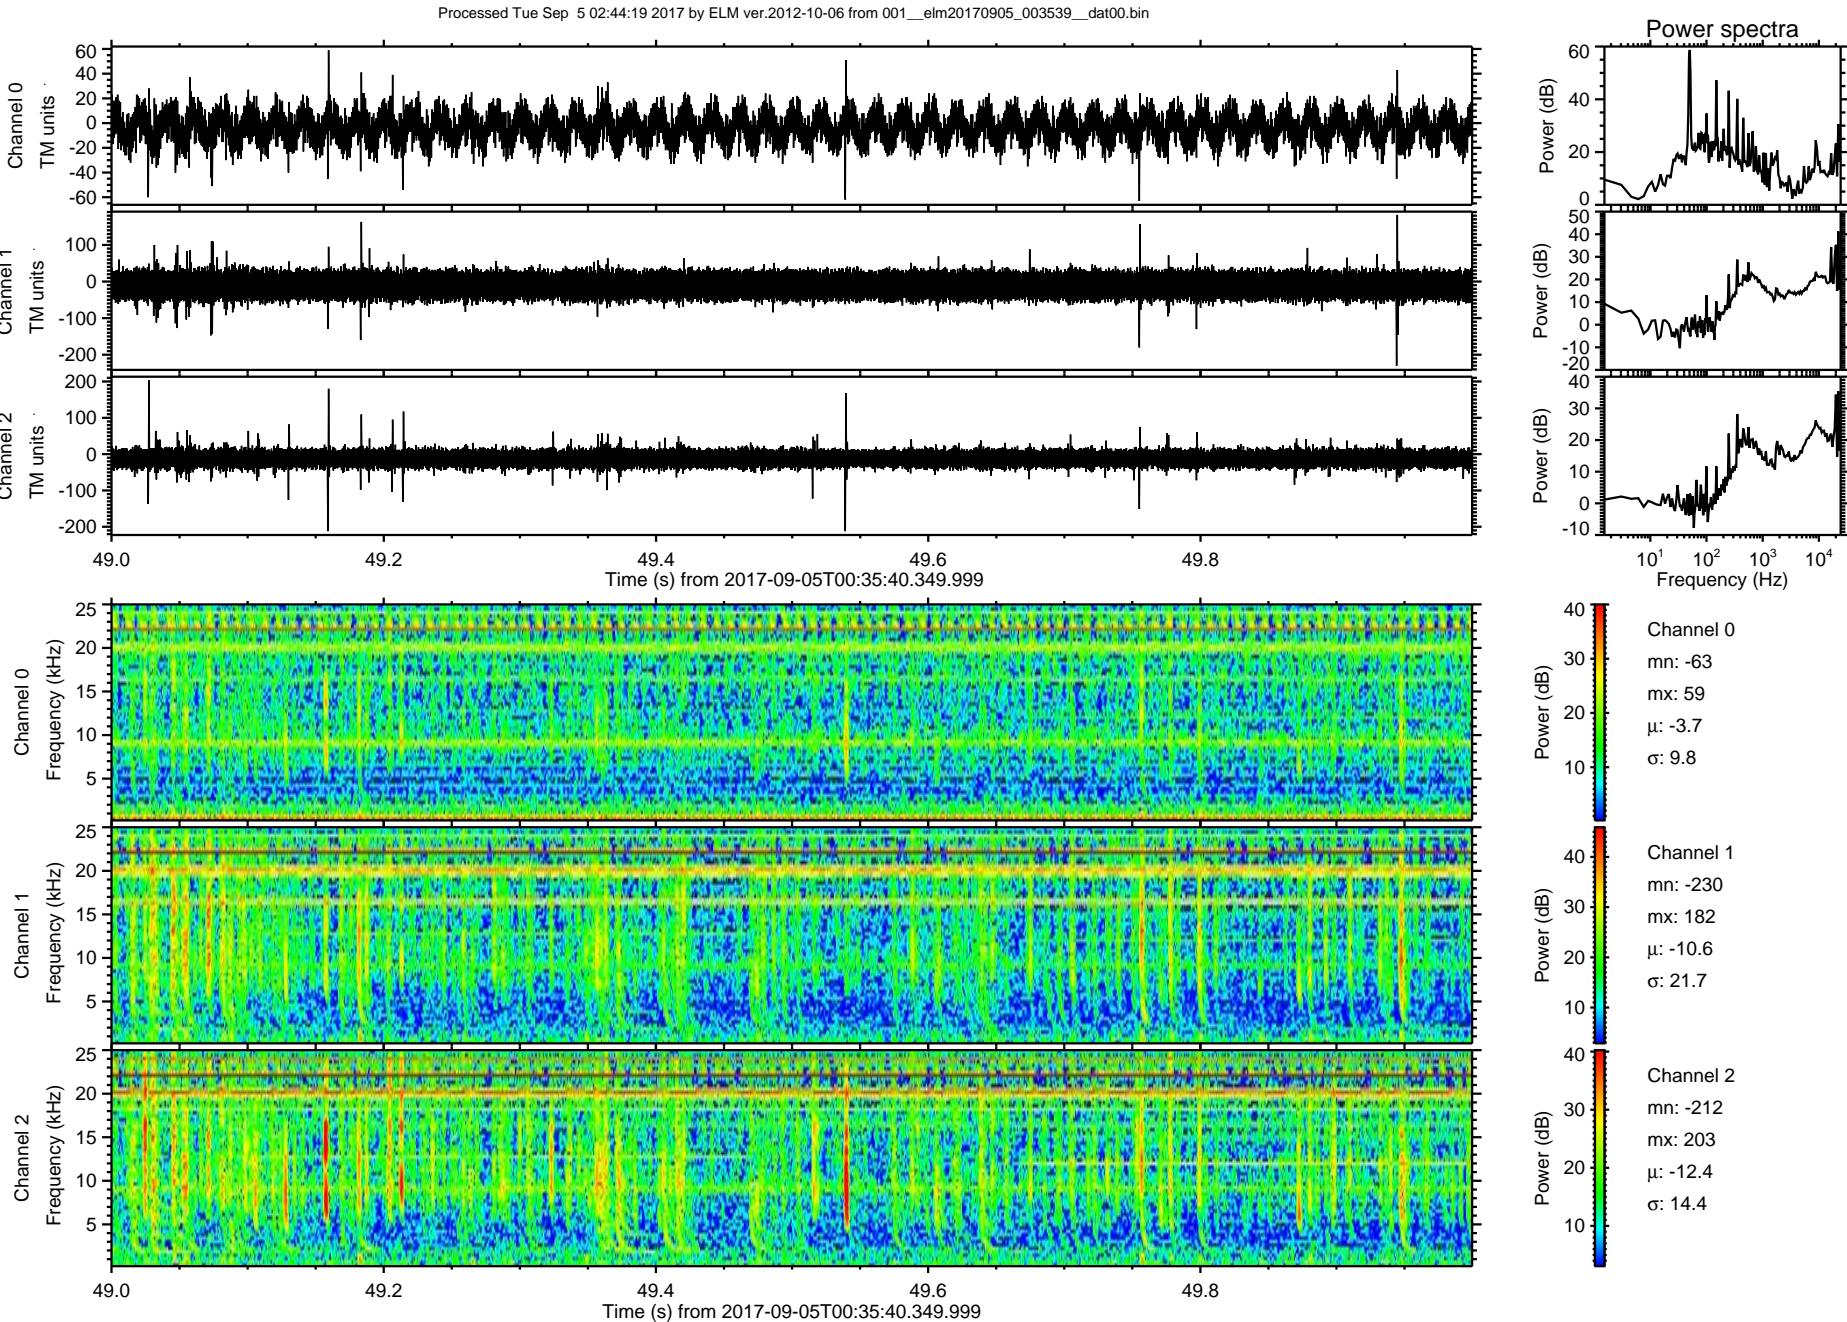 Processed Tue Sep  5 02:44:19 2017 by ELM ver.2012-10-06 from 001__elm20170905_003539__dat00.bin
Power spectra
Channel 0
TM units
60
40
20
0
-20
-40
-60
Power (dB)
60
40
20
0
Channel 1
TM units
100
0
-100
-200
Power (dB)
50
40
30
20
10
0
-10
-20
Channel 2
TM units
200
100
0
-100
-200
Power (dB)
40
30
20
10
0
-10
49.0 49.2 49.4 49.6 49.8
Time (s) from 2017-09-05T00:35:40.349.999
10¹ 10² 10³ 10⁴
Frequency (Hz)
Channel 0
Frequency (kHz)
25
20
15
10
5
Power (dB)
40
30
20
10
Channel 0
mn: -63
mx: 59
μ: -3.7
σ: 9.8
Channel 1
Frequency (kHz)
25
20
15
10
5
Power (dB)
40
30
20
10
Channel 1
mn: -230
mx: 182
μ: -10.6
σ: 21.7
Channel 2
Frequency (kHz)
25
20
15
10
5
Power (dB)
40
30
20
10
Channel 2
mn: -212
mx: 203
μ: -12.4
σ: 14.4
49.0 49.2 49.4 49.6 49.8
Time (s) from 2017-09-05T00:35:40.349.999